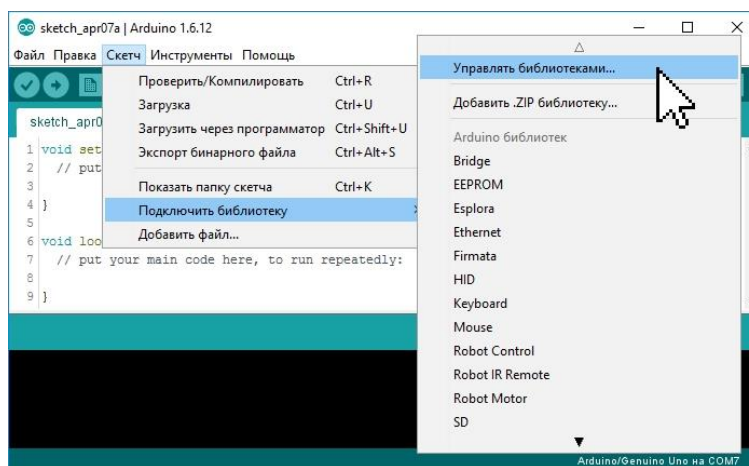 sketch_apr07a | Arduino 1.6.12
Файл Правка Скетч Инструменты Помощь
sketch_apr0
Проверить/Компилировать Ctrl+R
Загрузка Ctrl+U
Загрузить через программатор Ctrl+Shift+U
Экспорт бинарного файла Ctrl+Alt+S
Показать папку скетча Ctrl+K
Подключить библиотеку
Добавить файл...
Управлять библиотеками...
Добавить .ZIP библиотеку...
Arduino библиотек
Bridge
EEPROM
Esplora
Ethernet
Firmata
HID
Keyboard
Mouse
Robot Control
Robot IR Remote
Robot Motor
SD
1 void set
2 // put
3
4 }
5
6 void loo
7 // put your main code here, to run repeatedly:
8
9 }
Arduino/Genuino Uno на COM7